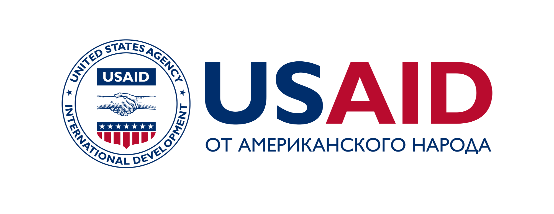 UNITED STATES AGENCY
USAID
INTERNATIONAL DEVELOPMENT
USAID
ОТ АМЕРИКАНСКОГО НАРОДА